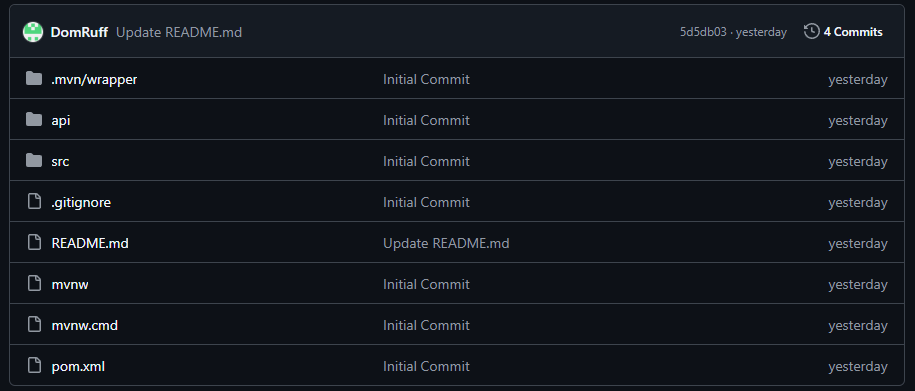 DomRuff Update README.md 5d5db03 · yesterday 4 Commits
.mvn/wrapper Initial Commit yesterday
api Initial Commit yesterday
src Initial Commit yesterday
.gitignore Initial Commit yesterday
README.md Update README.md yesterday
mvnw Initial Commit yesterday
mvnw.cmd Initial Commit yesterday
pom.xml Initial Commit yesterday